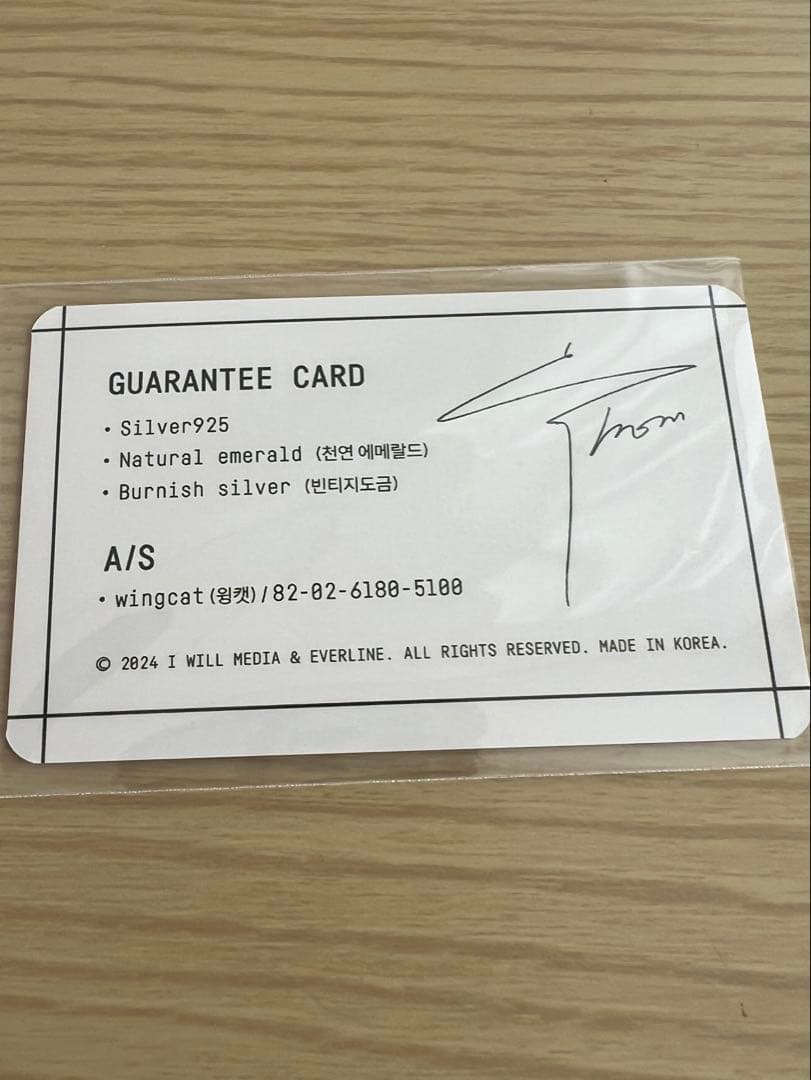 GUARANTEE CARD
• Silver925
• Natural emerald (천연 에메랄드)
• Burnish silver (빈티지도금)
A/S
• wingcat(윙캣)/82-02-6180-5100
© 2024 I WILL MEDIA & EVERLINE. ALL RIGHTS RESERVED. MADE IN KOREA.